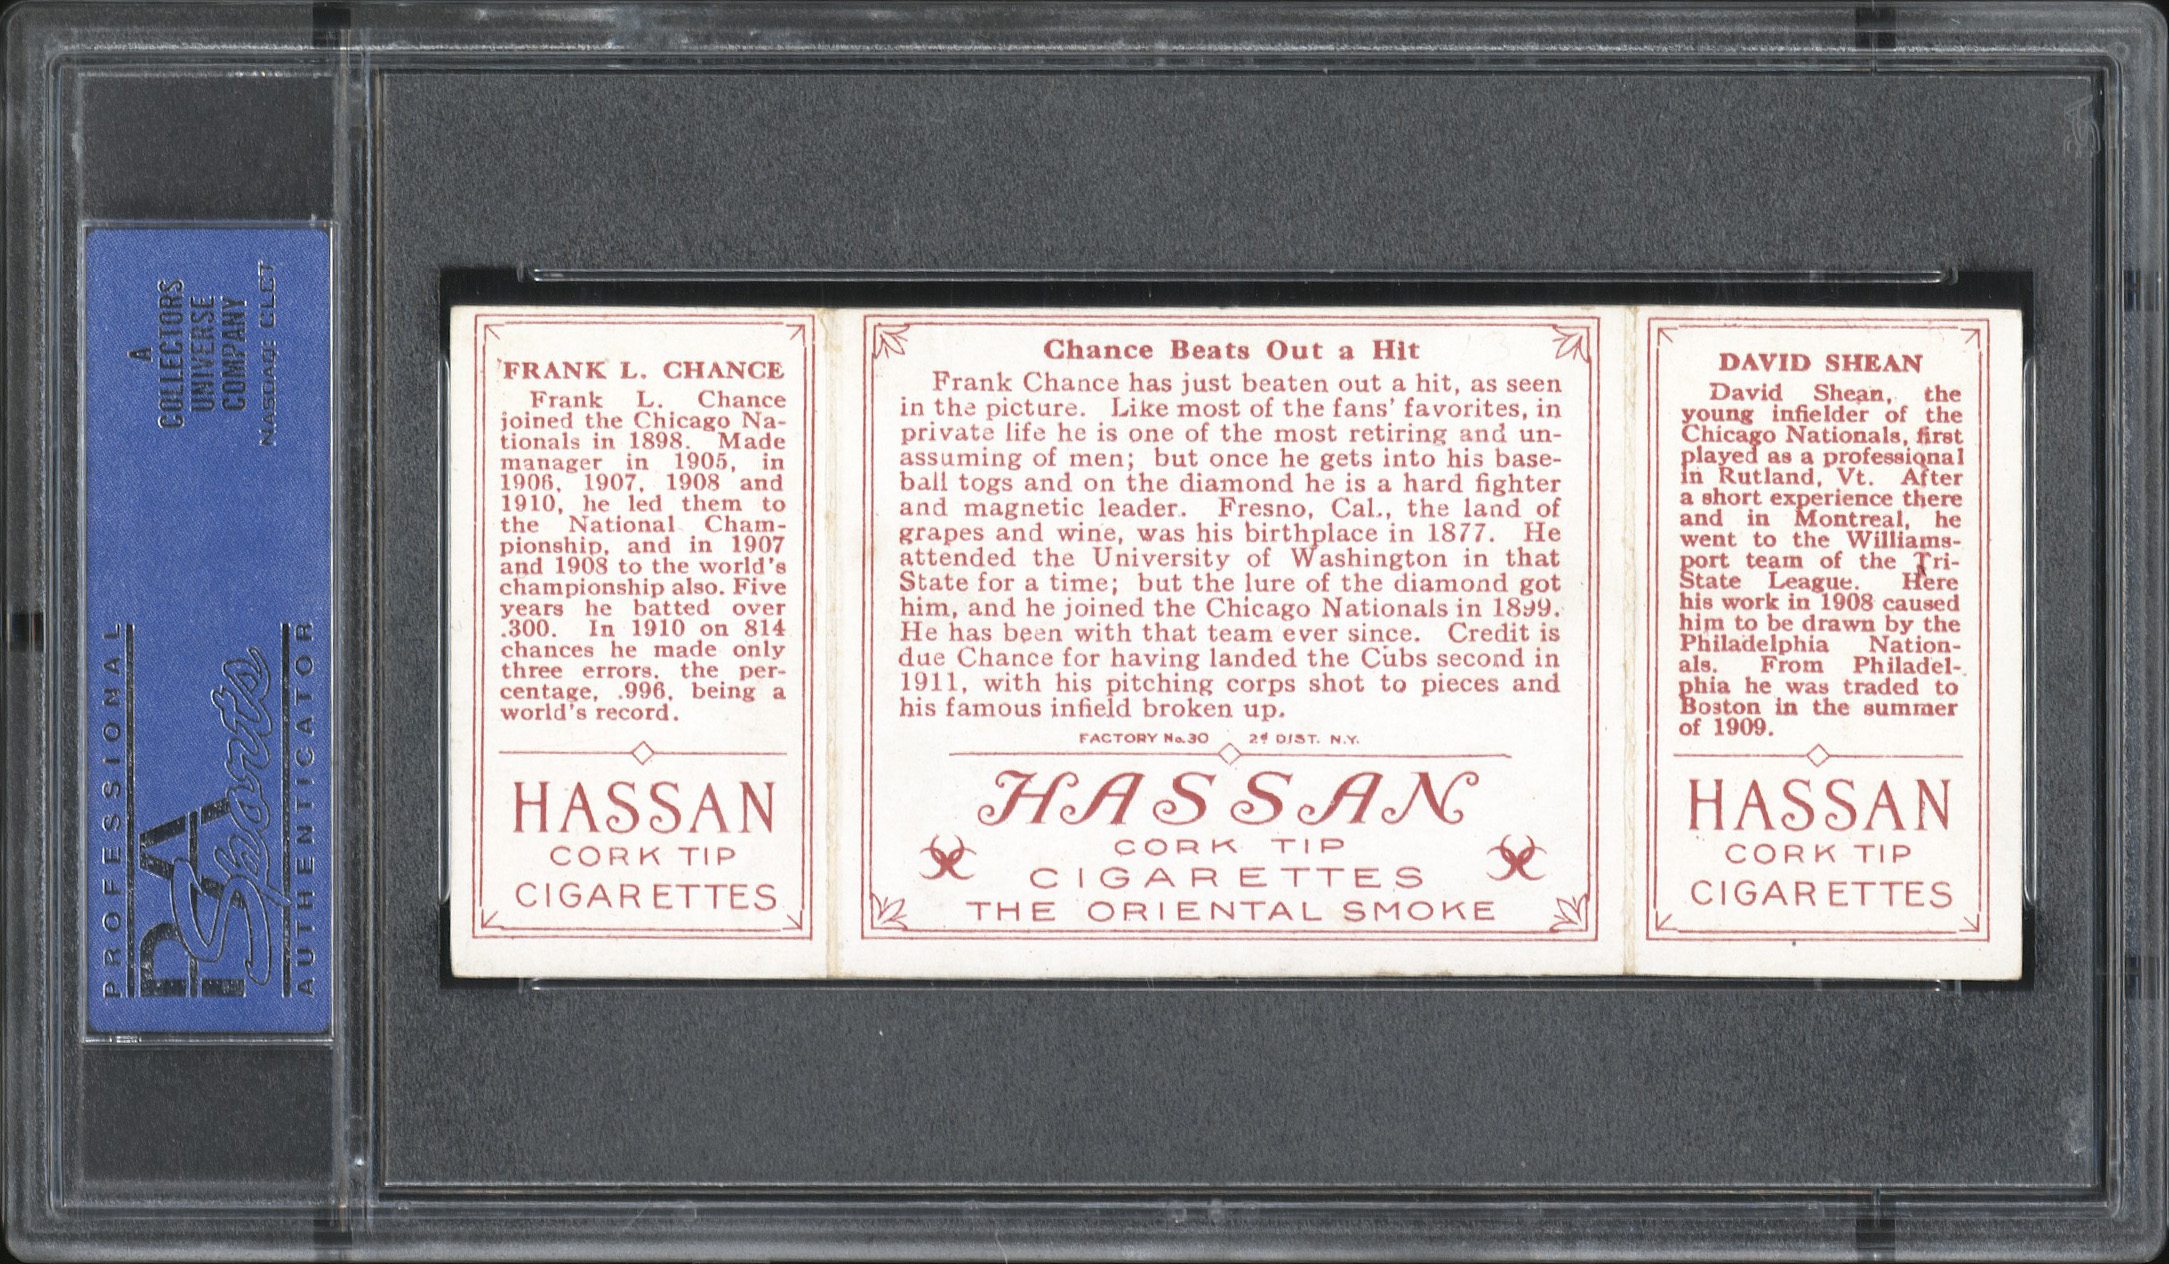 A
COLLECTORS
UNIVERSE
COMPANY
NASDAQ: CLCT
PROFESSIONAL
PSA
Sports
AUTHENTICATOR
FRANK L. CHANCE
Frank L. Chance
joined the Chicago Na-
tionals in 1898. Made
manager in 1905, in
1906, 1907, 1908 and
1910, he led them to
the National Cham-
pionship, and in 1907
and 1908 to the world's
championship also. Five
years he batted over
.300. In 1910 on 814
chances he made only
three errors, the per-
centage, .996, being a
world's record.
HASSAN
CORK TIP
CIGARETTES
Chance Beats Out a Hit
Frank Chance has just beaten out a hit, as seen
in the picture. Like most of the fans' favorites, in
private life he is one of the most retiring and un-
assuming of men; but once he gets into his base-
ball togs and on the diamond he is a hard fighter
and magnetic leader. Fresno, Cal., the land of
grapes and wine, was his birthplace in 1877. He
attended the University of Washington in that
State for a time; but the lure of the diamond got
him, and he joined the Chicago Nationals in 1899.
He has been with that team ever since. Credit is
due Chance for having landed the Cubs second in
1911, with his pitching corps shot to pieces and
his famous infield broken up.
FACTORY No. 30 2d DIST. N.Y.
HASSAN
CORK TIP
CIGARETTES
THE ORIENTAL SMOKE
DAVID SHEAN
David Shean, the
young infielder of the
Chicago Nationals, first
played as a professional
in Rutland, Vt. After
a short experience there
and in Montreal, he
went to the Williams-
port team of the Tri-
State League. Here
his work in 1908 caused
him to be drawn by the
Philadelphia Nation-
als. From Philadel-
phia he was traded to
Boston in the summer
of 1909.
HASSAN
CORK TIP
CIGARETTES